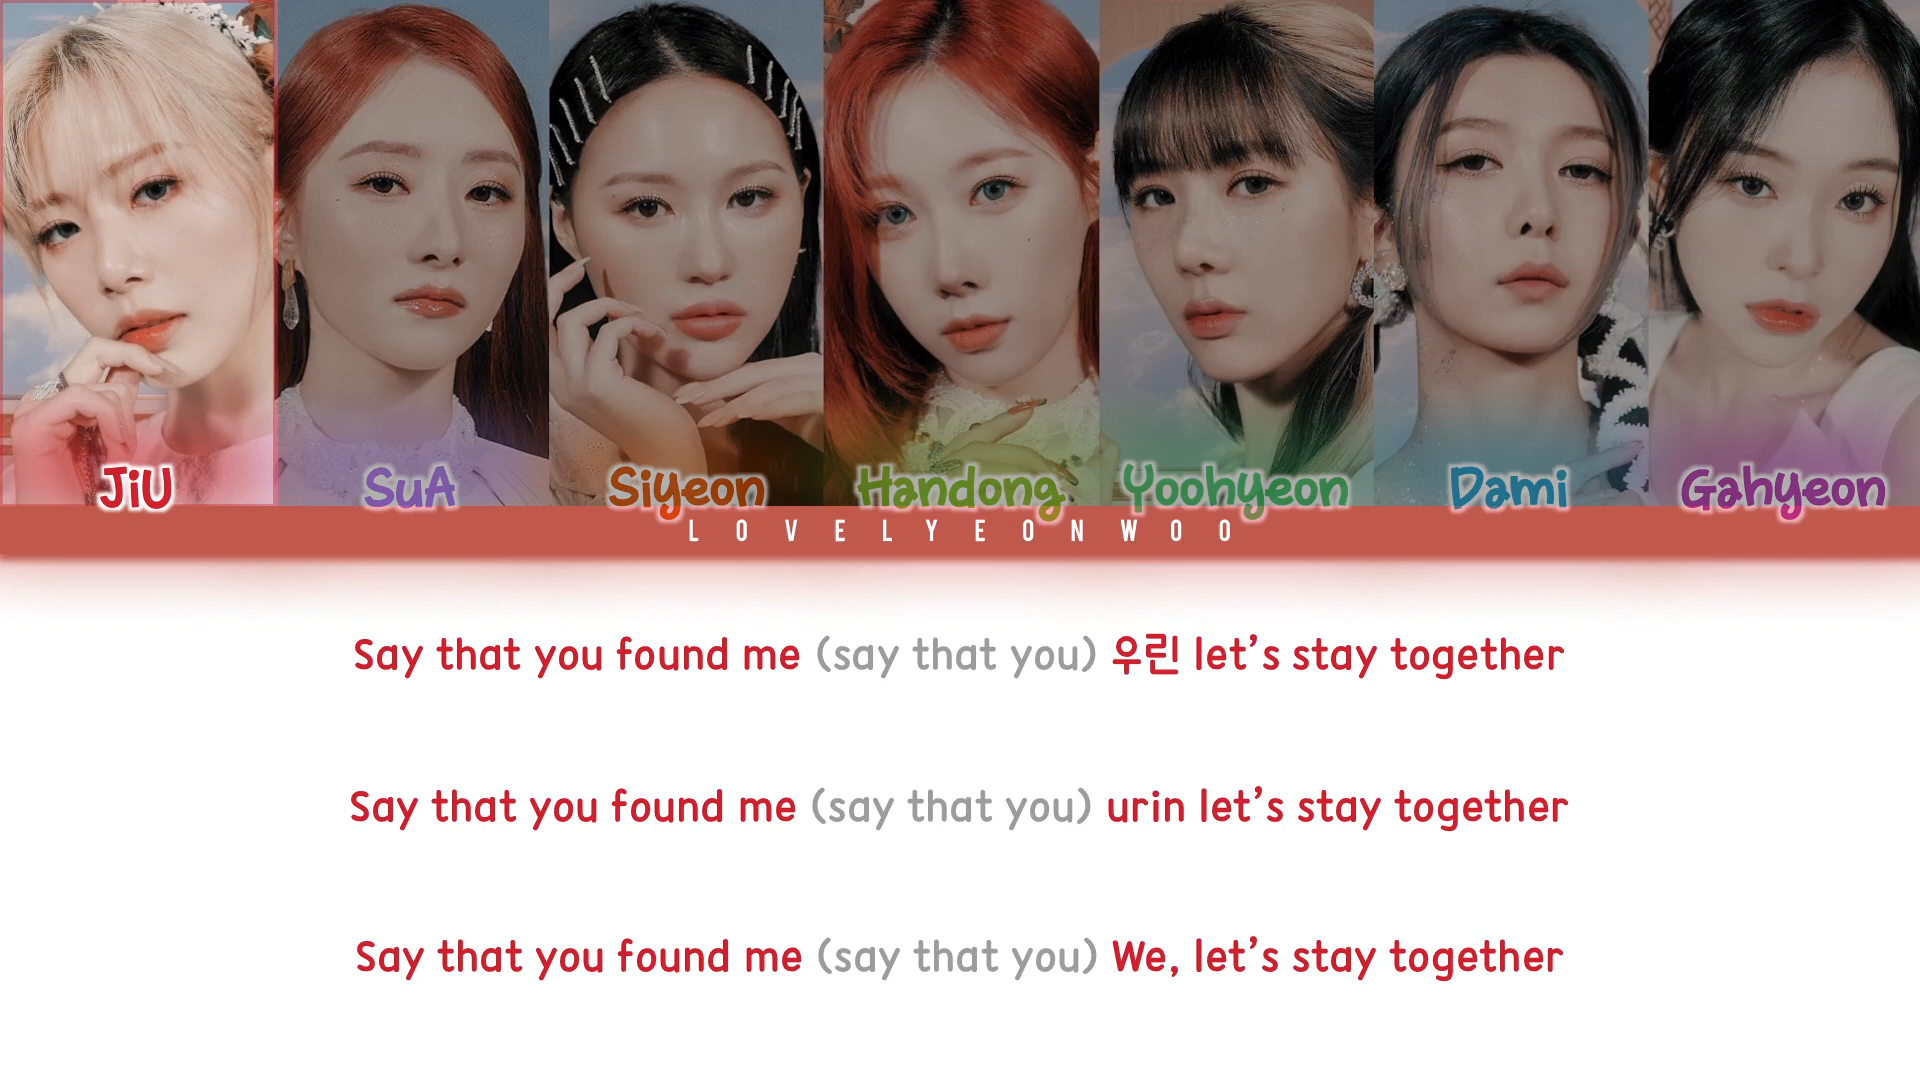 JiU SuA Siyeon Handong Yoohyeon Dami Gahyeon
LOVELYEONWOO
Say that you found me (say that you) 우린 let's stay together
Say that you found me (say that you) urin let's stay together
Say that you found me (say that you) We, let's stay together